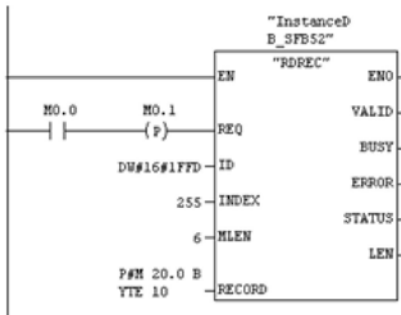 "InstanceD
B_SFB52"
"RDREC"
EN ENO
M0.0 M0.1 VALID
(P) REQ
BUSY
DW#16#1FFD ID
ERROR
255 INDEX
STATUS
6 MLEN
LEN
P#M 20.0 B
YTE 10 RECORD